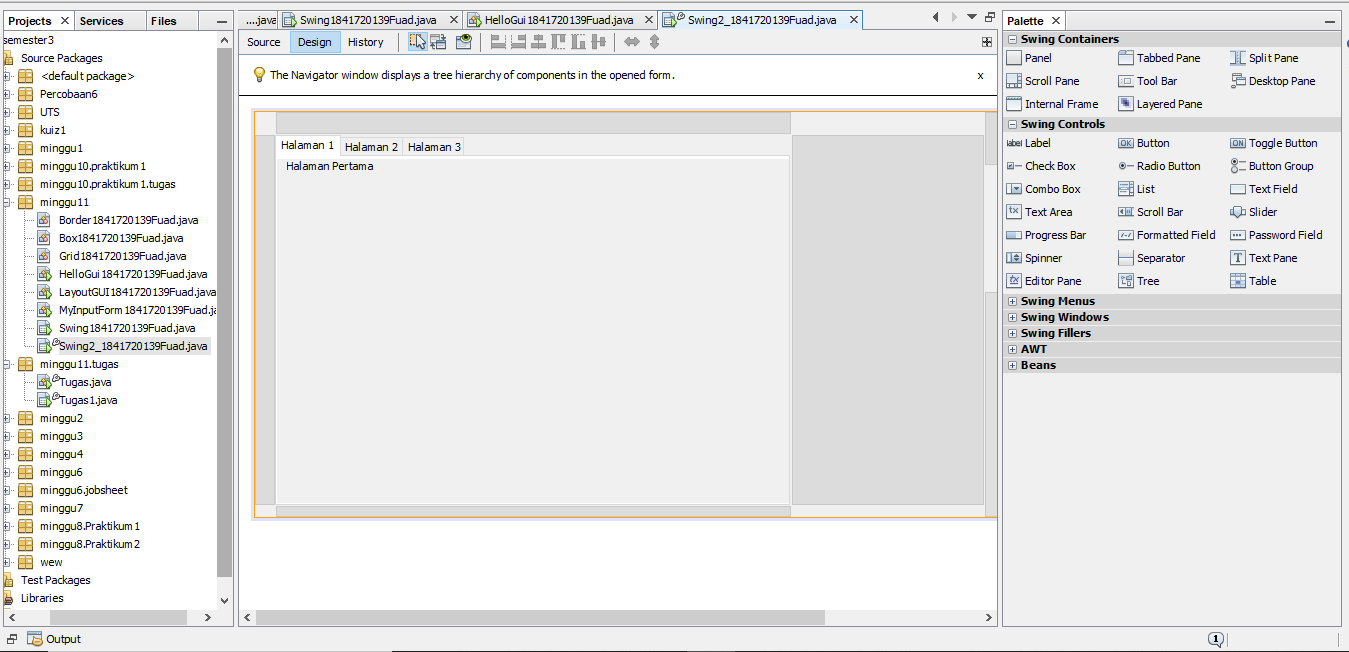 Projects Services Files
semester3
Source Packages
<default package>
Percobaan6
UTS
kuiz1
minggu1
minggu10.praktikum1
minggu10.praktikum1.tugas
minggu11
Border1841720139Fuad.java
Box1841720139Fuad.java
Grid1841720139Fuad.java
HelloGui1841720139Fuad.java
LayoutGUI1841720139Fuad.java
MyInputForm1841720139Fuad.ja
Swing1841720139Fuad.java
Swing2_1841720139Fuad.java
minggu11.tugas
Tugas.java
Tugas1.java
minggu2
minggu3
minggu4
minggu6
minggu6.jobsheet
minggu7
minggu8.Praktikum1
minggu8.Praktikum2
wew
Test Packages
Libraries
....java Swing1841720139Fuad.java HelloGui1841720139Fuad.java Swing2_1841720139Fuad.java
Source Design History
The Navigator window displays a tree hierarchy of components in the opened form. x
Halaman 1 Halaman 2 Halaman 3
Halaman Pertama
Palette
Swing Containers
Panel Tabbed Pane Split Pane
Scroll Pane Tool Bar Desktop Pane
Internal Frame Layered Pane
Swing Controls
label Label OK Button ON Toggle Button
Check Box Radio Button Button Group
Combo Box List Text Field
Text Area Scroll Bar Slider
Progress Bar Formatted Field Password Field
Spinner Separator T Text Pane
Editor Pane Tree Table
Swing Menus
Swing Windows
Swing Fillers
AWT
Beans
Output 1